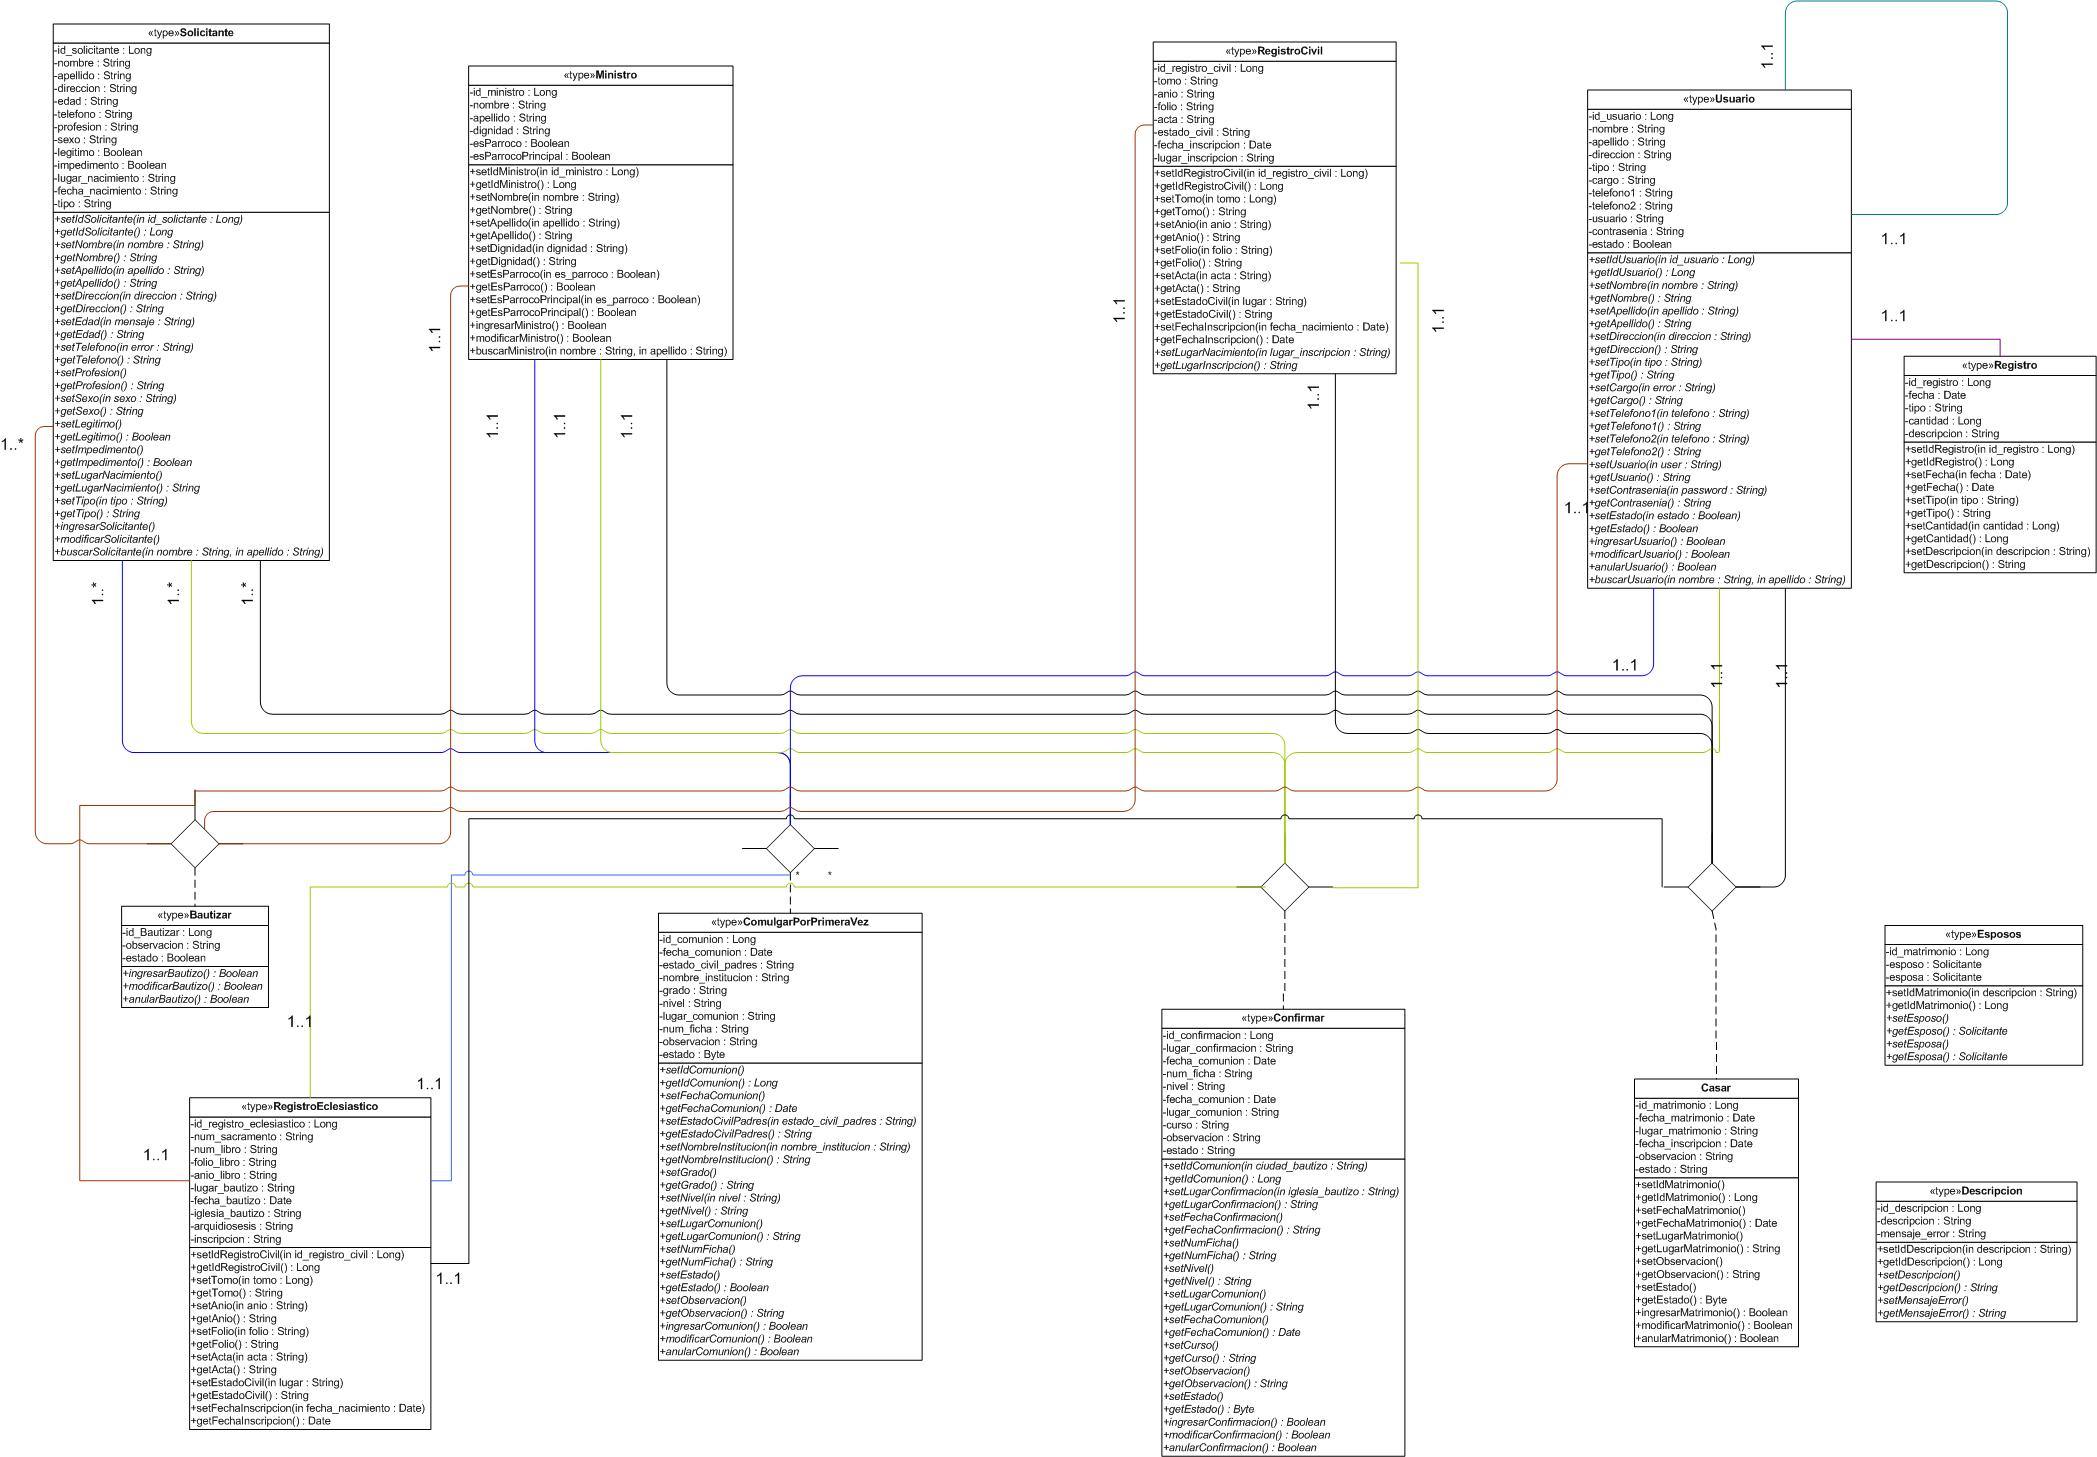 «type»Solicitante
-id_solicitante : Long
-nombre : String
-apellido : String
-direccion : String
-edad : String
-telefono : String
-profesion : String
-sexo : String
-legitimo : Boolean
-impedimento : Boolean
-lugar_nacimiento : String
-fecha_nacimiento : String
-tipo : String
+setIdSolicitante(in id_solictante : Long)
+getIdSolicitante() : Long
+setNombre(in nombre : String)
+getNombre() : String
+setApellido(in apellido : String)
+getApellido() : String
+setDireccion(in direccion : String)
+getDireccion() : String
+setEdad(in mensaje : String)
+getEdad() : String
+setTelefono(in error : String)
+getTelefono() : String
+setProfesion()
+getProfesion() : String
+setSexo(in sexo : String)
+getSexo() : String
+setLegitimo()
+getLegitimo() : Boolean
+setImpedimento()
+getImpedimento() : Boolean
+setLugarNacimiento()
+getLugarNacimiento() : String
+setTipo(in tipo : String)
+getTipo() : String
+ingresarSolicitante()
+modificarSolicitante()
+buscarSolicitante(in nombre : String, in apellido : String)
1..*
1..*
1..*
1..*
«type»Ministro
-id_ministro : Long
-nombre : String
-apellido : String
-dignidad : String
-esParroco : Boolean
-esParrocoPrincipal : Boolean
+setIdMinistro(in id_ministro : Long)
+getIdMinistro() : Long
+setNombre(in nombre : String)
+getNombre() : String
+setApellido(in apellido : String)
+getApellido() : String
+setDignidad(in dignidad : String)
+getDignidad() : String
+setEsParroco(in es_parroco : Boolean)
+getEsParroco() : Boolean
+setEsParrocoPrincipal(in es_parroco : Boolean)
+getEsParrocoPrincipal() : Boolean
+ingresarMinistro() : Boolean
+modificarMinistro() : Boolean
+buscarMinistro(in nombre : String, in apellido : String)
1..1
1..1
1..1
1..1
«type»RegistroCivil
-id_registro_civil : Long
-tomo : String
-anio : String
-folio : String
-acta : String
-estado_civil : String
-fecha_inscripcion : Date
-lugar_inscripcion : String
+setIdRegistroCivil(in id_registro_civil : Long)
+getIdRegistroCivil() : Long
+setTomo(in tomo : Long)
+getTomo() : String
+setAnio(in anio : String)
+getAnio() : String
+setFolio(in folio : String)
+getFolio() : String
+setActa(in acta : String)
+getActa() : String
+setEstadoCivil(in lugar : String)
+getEstadoCivil() : String
+setFechaInscripcion(in fecha_nacimiento : Date)
+getFechaInscripcion() : Date
+setLugarNacimiento(in lugar_inscripcion : String)
+getLugarInscripcion() : String
1..1
1..1
1..1
«type»Usuario
-id_usuario : Long
-nombre : String
-apellido : String
-direccion : String
-tipo : String
-cargo : String
-telefono1 : String
-telefono2 : String
-usuario : String
-contrasenia : String
-estado : Boolean
+setIdUsuario(in id_usuario : Long)
+getIdUsuario() : Long
+setNombre(in nombre : String)
+getNombre() : String
+setApellido(in apellido : String)
+getApellido() : String
+setDireccion(in direccion : String)
+getDireccion() : String
+setTipo(in tipo : String)
+getTipo() : String
+setCargo(in error : String)
+getCargo() : String
+setTelefono1(in telefono : String)
+getTelefono1() : String
+setTelefono2(in telefono : String)
+getTelefono2() : String
+setUsuario(in user : String)
+getUsuario() : String
+setContrasenia(in password : String)
+getContrasenia() : String
+setEstado(in estado : Boolean)
+getEstado() : Boolean
+ingresarUsuario() : Boolean
+modificarUsuario() : Boolean
+anularUsuario() : Boolean
+buscarUsuario(in nombre : String, in apellido : String)
1..1
1..1
1..1
1..1
1..1
1..1
1..1
«type»Registro
-id_registro : Long
-fecha : Date
-tipo : String
-cantidad : Long
-descripcion : String
+setIdRegistro(in id_registro : Long)
+getIdRegistro() : Long
+setFecha(in fecha : Date)
+getFecha() : Date
+setTipo(in tipo : String)
+getTipo() : String
+setCantidad(in cantidad : Long)
+getCantidad() : Long
+setDescripcion(in descripcion : String)
+getDescripcion() : String
«type»Bautizar
-id_Bautizar : Long
-observacion : String
-estado : Boolean
+ingresarBautizo() : Boolean
+modificarBautizo() : Boolean
+anularBautizo() : Boolean
1..1
1..1
1..1
1..1
«type»RegistroEclesiastico
-id_registro_eclesiastico : Long
-num_sacramento : String
-num_libro : String
-folio_libro : String
-anio_libro : String
-lugar_bautizo : String
-fecha_bautizo : Date
-iglesia_bautizo : String
-arquidiosesis : String
-inscripcion : String
+setIdRegistroCivil(in id_registro_civil : Long)
+getIdRegistroCivil() : Long
+setTomo(in tomo : Long)
+getTomo() : String
+setAnio(in anio : String)
+getAnio() : String
+setFolio(in folio : String)
+getFolio() : String
+setActa(in acta : String)
+getActa() : String
+setEstadoCivil(in lugar : String)
+getEstadoCivil() : String
+setFechaInscripcion(in fecha_nacimiento : Date)
+getFechaInscripcion() : Date
* *
«type»ComulgarPorPrimeraVez
-id_comunion : Long
-fecha_comunion : Date
-estado_civil_padres : String
-nombre_institucion : String
-grado : String
-nivel : String
-lugar_comunion : String
-num_ficha : String
-observacion : String
-estado : Byte
+setIdComunion()
+getIdComunion() : Long
+setFechaComunion()
+getFechaComunion() : Date
+setEstadoCivilPadres(in estado_civil_padres : String)
+getEstadoCivilPadres() : String
+setNombreInstitucion(in nombre_institucion : String)
+getNombreInstitucion() : String
+setGrado()
+getGrado() : String
+setNivel(in nivel : String)
+getNivel() : String
+setLugarComunion()
+getLugarComunion() : String
+setNumFicha()
+getNumFicha() : String
+setEstado()
+getEstado() : Boolean
+setObservacion()
+getObservacion() : String
+ingresarComunion() : Boolean
+modificarComunion() : Boolean
+anularComunion() : Boolean
«type»Confirmar
-id_confirmacion : Long
-lugar_confirmacion : String
-fecha_comunion : Date
-num_ficha : String
-nivel : String
-fecha_comunion : Date
-lugar_comunion : String
-curso : String
-observacion : String
-estado : String
+setIdComunion(in ciudad_bautizo : String)
+getIdComunion() : Long
+setLugarConfirmacion(in iglesia_bautizo : String)
+getLugarConfirmacion() : String
+setFechaConfirmacion()
+getFechaConfirmacion() : String
+setNumFicha()
+getNumFicha() : String
+setNivel()
+getNivel() : String
+setLugarComunion()
+getLugarComunion() : String
+setFechaComunion()
+getFechaComunion() : Date
+setCurso()
+getCurso() : String
+setObservacion()
+getObservacion() : String
+setEstado()
+getEstado() : Byte
+ingresarConfirmacion() : Boolean
+modificarConfirmacion() : Boolean
+anularConfirmacion() : Boolean
Casar
-id_matrimonio : Long
-fecha_matrimonio : Date
-lugar_matrimonio : String
-fecha_inscripcion : Date
-observacion : String
-estado : String
+setIdMatrimonio()
+getIdMatrimonio() : Long
+setFechaMatrimonio()
+getFechaMatrimonio() : Date
+setLugarMatrimonio()
+getLugarMatrimonio() : String
+setObservacion()
+getObservacion() : String
+setEstado()
+getEstado() : Byte
+ingresarMatrimonio() : Boolean
+modificarMatrimonio() : Boolean
+anularMatrimonio() : Boolean
«type»Esposos
-id_matrimonio : Long
-esposo : Solicitante
-esposa : Solicitante
+setIdMatrimonio(in descripcion : String)
+getIdMatrimonio() : Long
+setEsposo()
+getEsposo() : Solicitante
+setEsposa()
+getEsposa() : Solicitante
«type»Descripcion
-id_descripcion : Long
-descripcion : String
-mensaje_error : String
+setIdDescripcion(in descripcion : String)
+getIdDescripcion() : Long
+setDescripcion()
+getDescripcion() : String
+setMensajeError()
+getMensajeError() : String